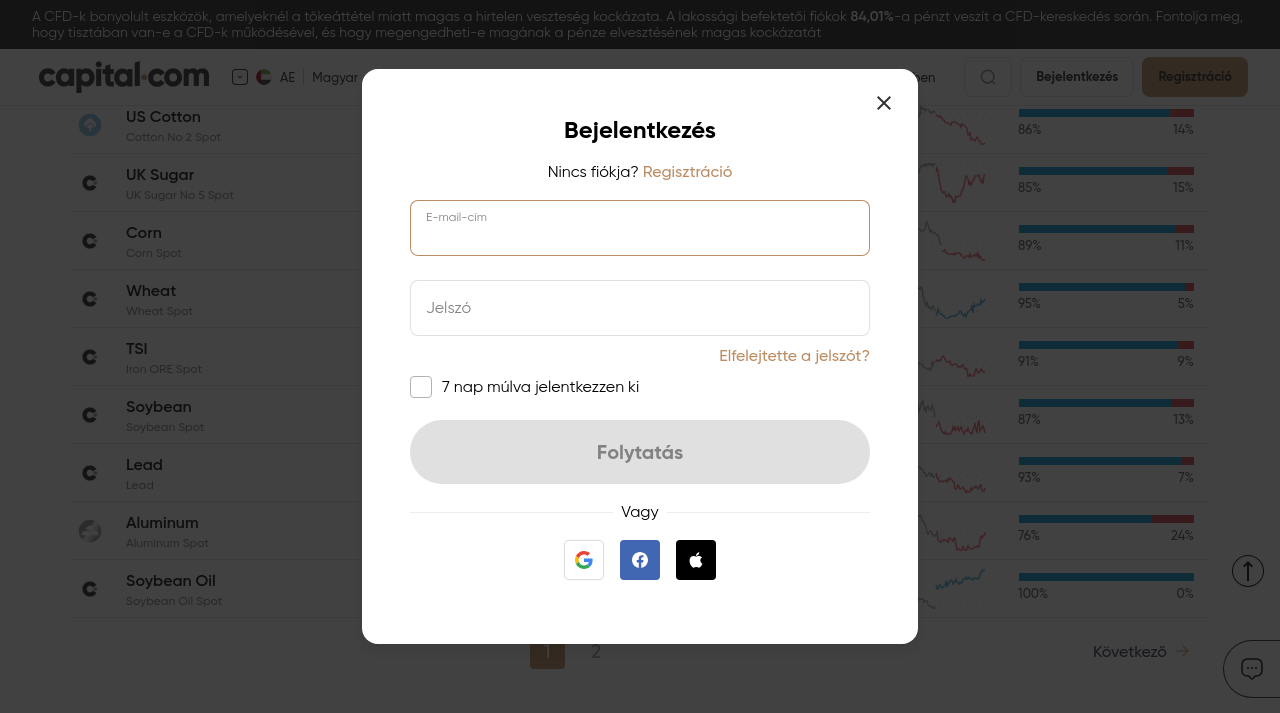 A CFD-k bonyolult eszközök, amelyeknél a tőkeáttétel miatt magas a hirtelen veszteség kockázata. A lakossági befektetői fiókok 84,01%-a pénzt veszít a CFD-kereskedés során. Fontolja meg,
hogy tisztában van-e a CFD-k működésével, és hogy megengedheti-e magának a pénze elvesztésének magas kockázatát
capital.com
AE
Magyar
Bejelentkezés
Regisztráció
US Cotton
Cotton No 2 Spot
86%
14%
UK Sugar
UK Sugar No 5 Spot
85%
15%
Corn
Corn Spot
89%
11%
Wheat
Wheat Spot
95%
5%
TSI
Iron ORE Spot
91%
9%
Soybean
Soybean Spot
87%
13%
Lead
Lead
93%
7%
Aluminum
Aluminum Spot
76%
24%
Soybean Oil
Soybean Oil Spot
100%
0%
1
2
Következő
Bejelentkezés
Nincs fiókja? Regisztráció
E-mail-cím
Jelszó
Elfelejtette a jelszót?
7 nap múlva jelentkezzen ki
Folytatás
Vagy